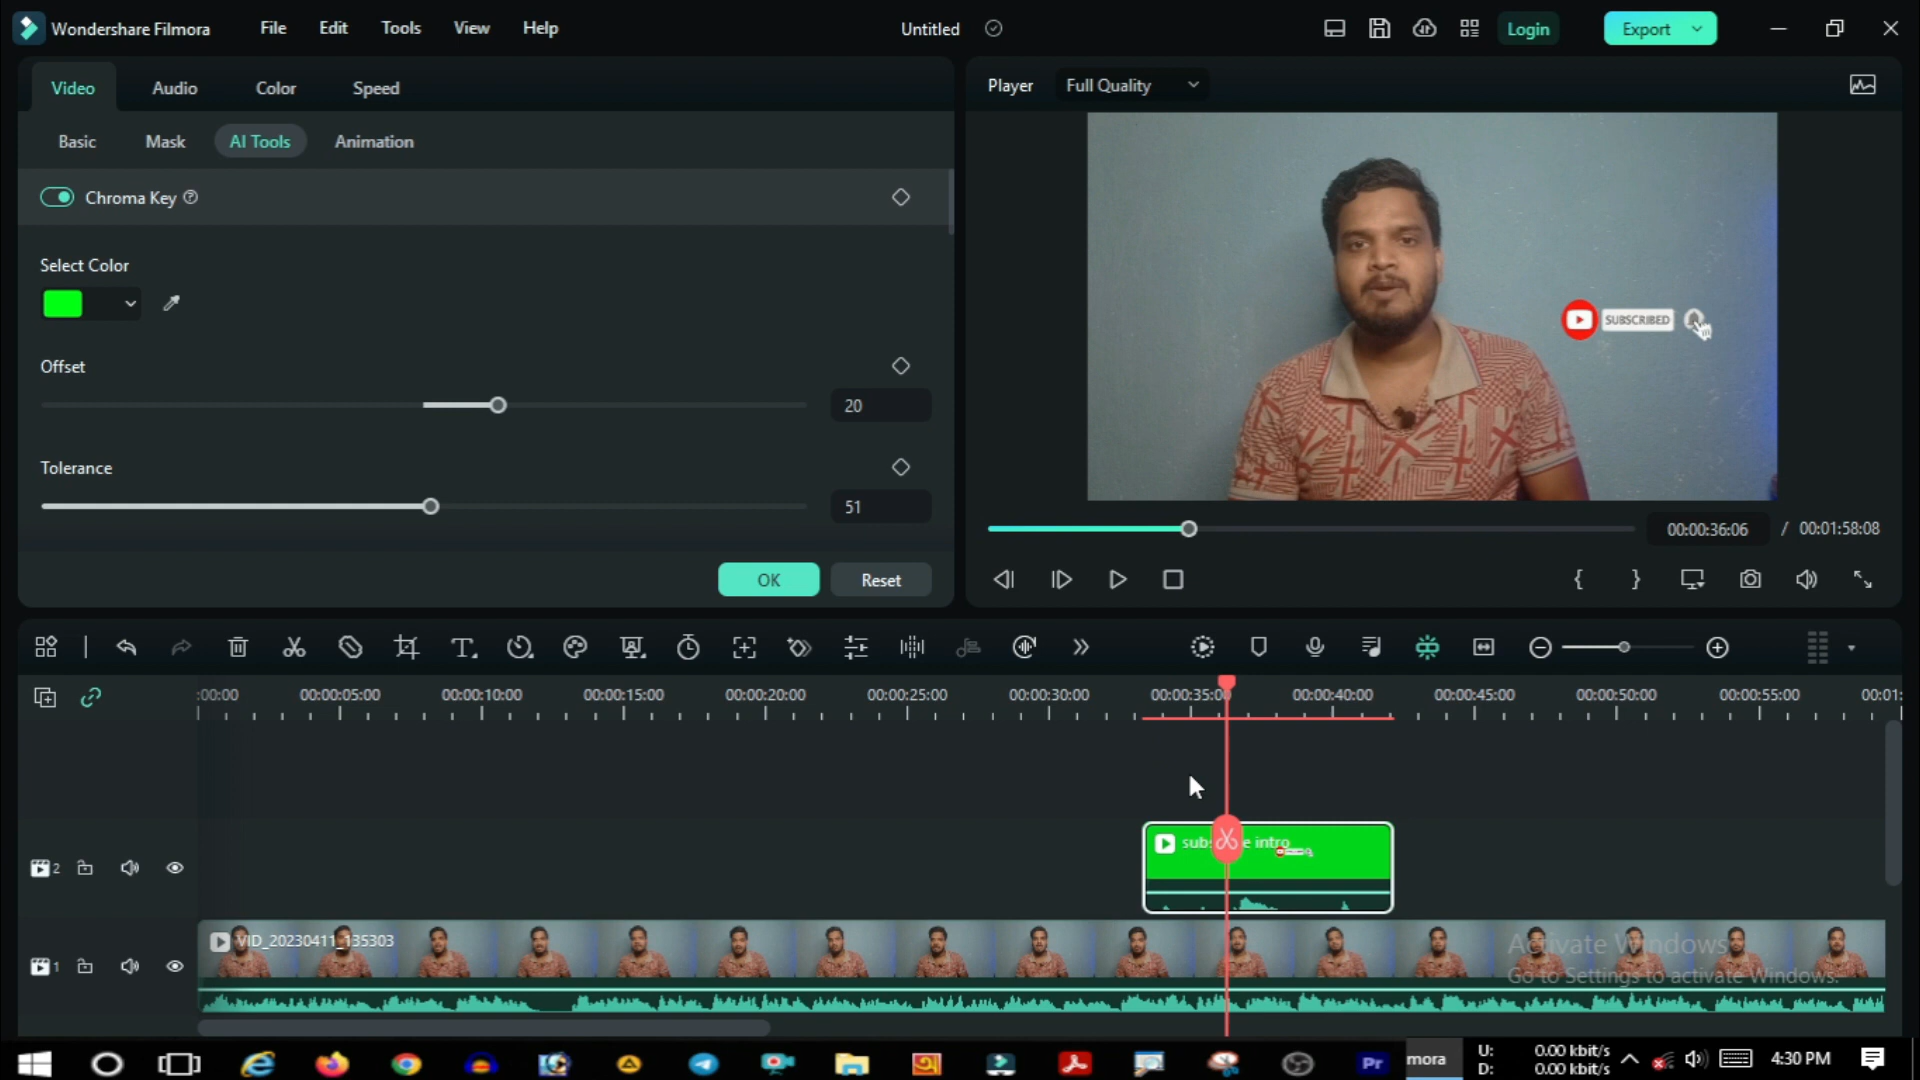 Wondershare Filmora
File Edit Tools View Help
Untitled
Login
Export
Video Audio Color Speed
Basic Mask AI Tools Animation
Chroma Key
Select Color
Offset
20
Tolerance
51
OK Reset
Player Full Quality
SUBSCRIBED
00:00:36:06 / 00:01:58:08
:00:00 00:00:05:00 00:00:10:00 00:00:15:00 00:00:20:00 00:00:25:00 00:00:30:00 00:00:35:00 00:00:40:00 00:00:45:00 00:00:50:00 00:00:55:00 00:01:
2
intro
1
VID_20230411_135303
Activate Windows
Go to Settings to activate Windows.
Pr
mora
U: 0.00 kbit/s
D: 0.00 kbit/s
4:30 PM